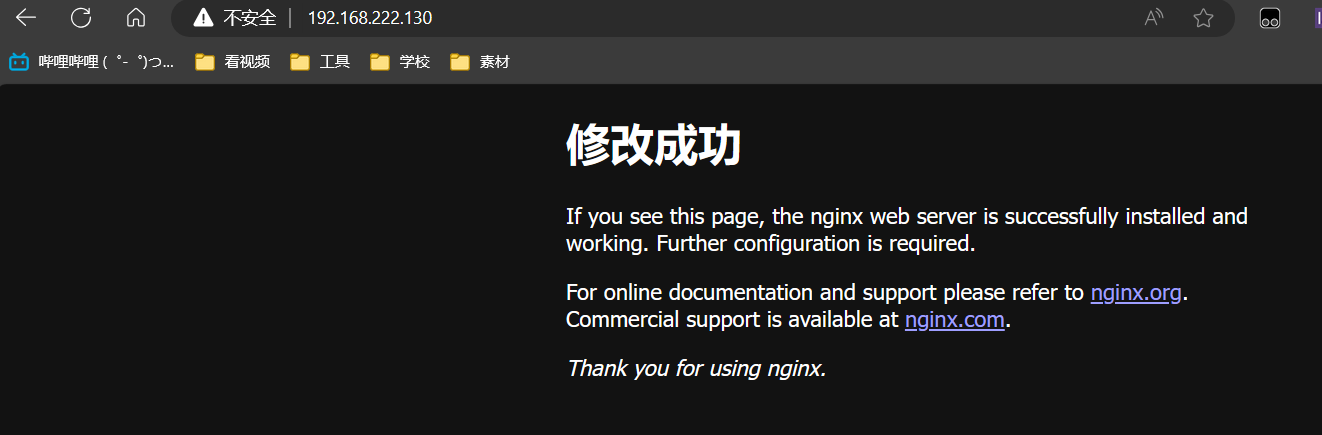 不安全 192.168.222.130
哔哩哔哩 (゜-゜)つ... 看视频 工具 学校 素材
修改成功
If you see this page, the nginx web server is successfully installed and
working. Further configuration is required.
For online documentation and support please refer to nginx.org.
Commercial support is available at nginx.com.
Thank you for using nginx.